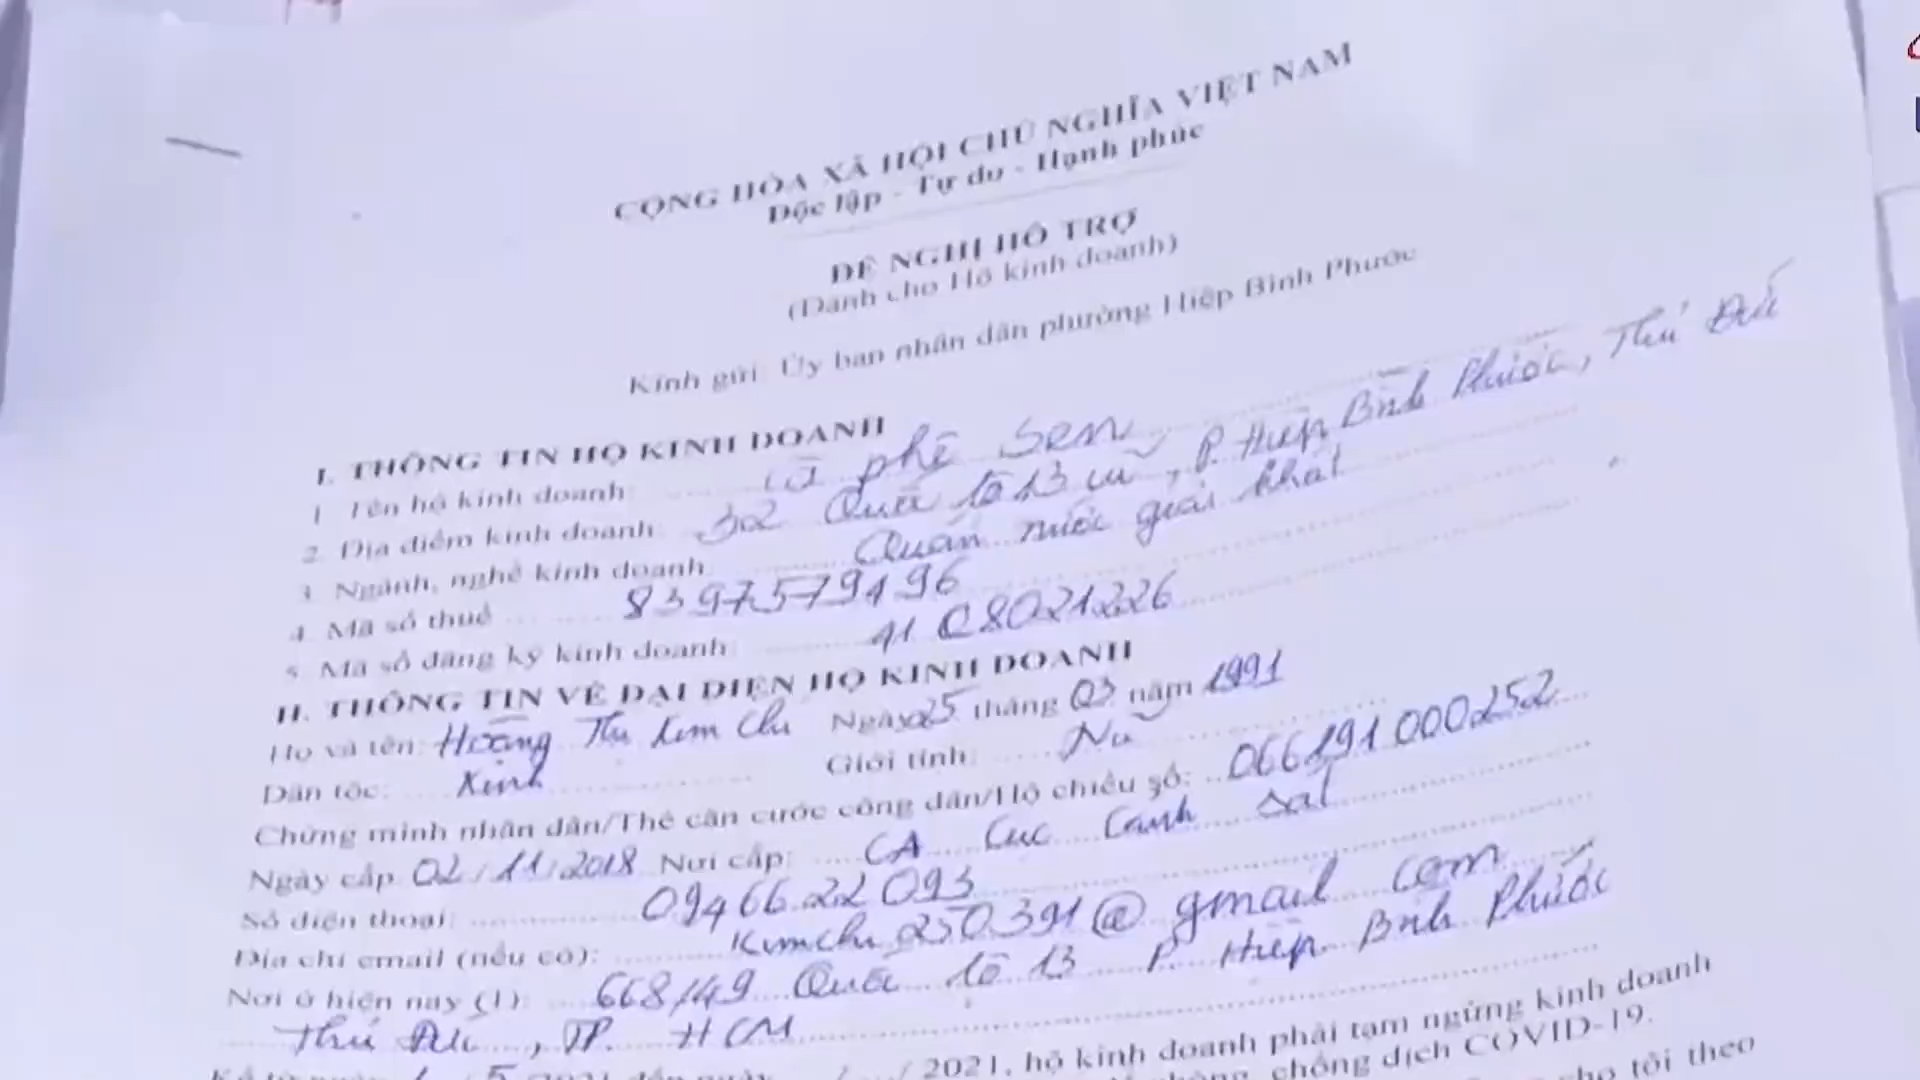 CỘNG HÒA XÃ HỘI CHỦ NGHĨA VIỆT NAM
Độc lập - Tự do - Hạnh phúc
ĐỀ NGHỊ HỖ TRỢ
(Dành cho Hộ kinh doanh)
Kính gửi: Ủy ban nhân dân phường Hiệp Bình Phước
I. THÔNG TIN HỘ KINH DOANH
1. Tên hộ kinh doanh: Cà phê Sen
2. Địa điểm kinh doanh: 32 Quốc lộ 13 cũ, P. Hiệp Bình Phước, Thủ Đức
3. Ngành, nghề kinh doanh: Quán nước giải khát
4. Mã số thuế 8397579196
5. Mã số đăng ký kinh doanh: 41 C8021226
II. THÔNG TIN VỀ ĐẠI DIỆN HỘ KINH DOANH
Họ và tên: Hoàng Thị Kim Chi Ngày 25 tháng 03 năm 1991
Dân tộc: Kinh Giới tính: Nữ
Chứng minh nhân dân/Thẻ căn cước công dân/Hộ chiếu số: 066191000252
Ngày cấp 02/11/2018 Nơi cấp: CA Cục Cảnh sát
Số điện thoại: 0946622093
Địa chỉ email (nếu có): kimchi250391@gmail com
Nơi ở hiện nay (1): 668/49 Quốc lộ 13 P. Hiệp Bình Phước
Thủ Đức, TP. HCM
/ 2021, hộ kinh doanh phải tạm ngừng kinh doanh
phòng, chống dịch COVID-19.
cho tôi theo